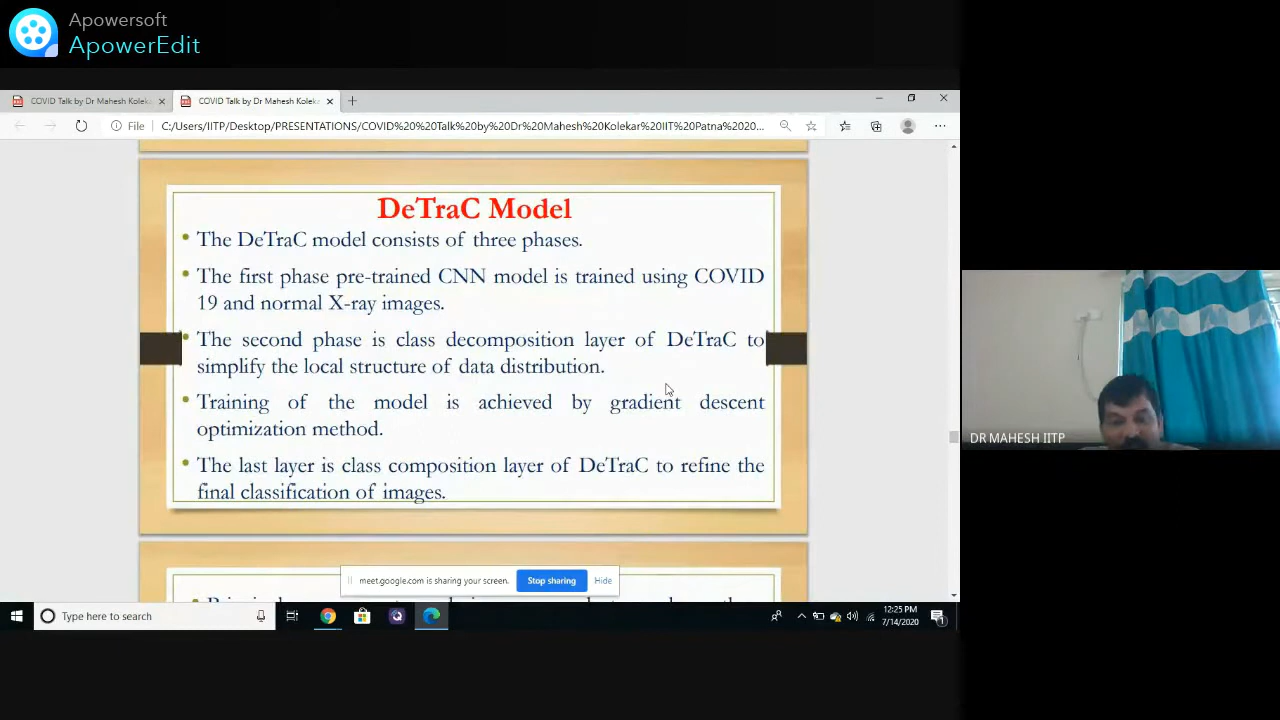 Apowersoft
ApowerEdit
COVID Talk by Dr Mahesh Koleka
COVID Talk by Dr Mahesh Koleka
File
C:/Users/IITP/Desktop/PRESENTATIONS/COVID%20%20Talk%20by%20Dr%20Mahesh%20Kolekar%20IIT%20Patna%2020...
DeTraC Model
• The DeTraC model consists of three phases.
• The first phase pre-trained CNN model is trained using COVID
19 and normal X-ray images.
• The second phase is class decomposition layer of DeTraC to
simplify the local structure of data distribution.
• Training of the model is achieved by gradient descent
optimization method.
• The last layer is class composition layer of DeTraC to refine the
final classification of images.
DR MAHESH IITP
meet.google.com is sharing your screen.
Stop sharing
Hide
Type here to search
12:25 PM
7/14/2020
1